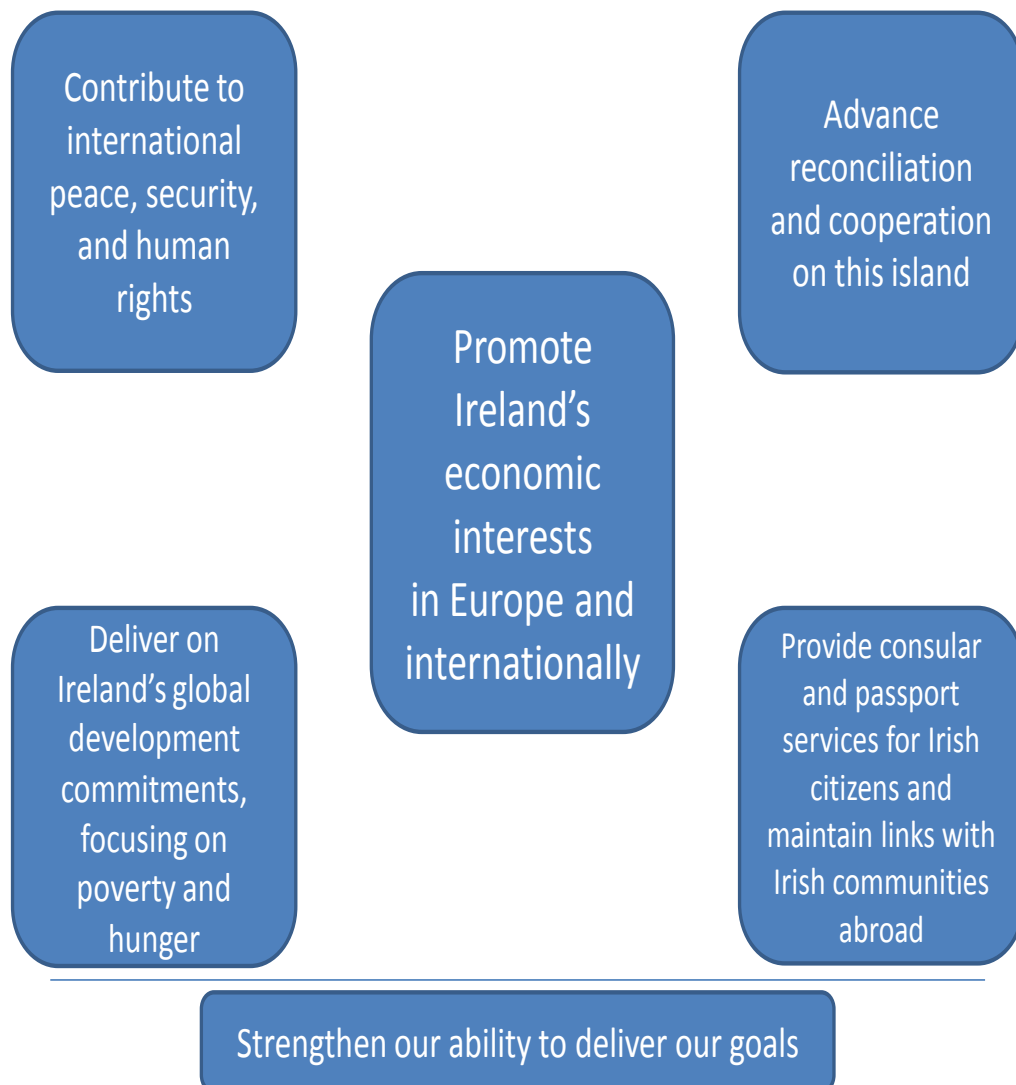 Contribute to
international
peace, security,
and human
rights
Advance
reconciliation
and cooperation
on this island
Promote
Ireland’s
economic
interests
in Europe and
internationally
Deliver on
Ireland’s global
development
commitments,
focusing on
poverty and
hunger
Provide consular
and passport
services for Irish
citizens and
maintain links with
Irish communities
abroad
Strengthen our ability to deliver our goals